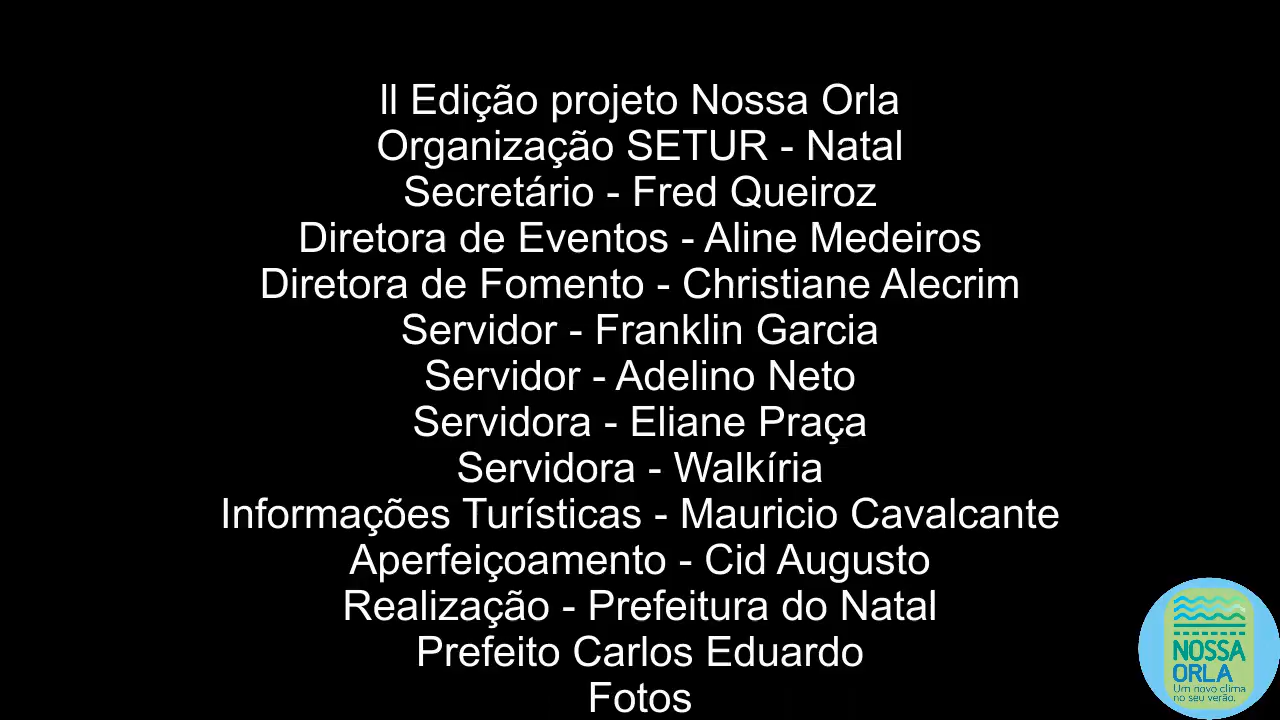 ll Edição projeto Nossa Orla
Organização SETUR - Natal
Secretário - Fred Queiroz
Diretora de Eventos - Aline Medeiros
Diretora de Fomento - Christiane Alecrim
Servidor - Franklin Garcia
Servidor - Adelino Neto
Servidora - Eliane Praça
Servidora - Walkíria
Informações Turísticas - Mauricio Cavalcante
Aperfeiçoamento - Cid Augusto
Realização - Prefeitura do Natal
Prefeito Carlos Eduardo
Fotos
NOSSA
ORLA
Um novo clima
no seu verão.